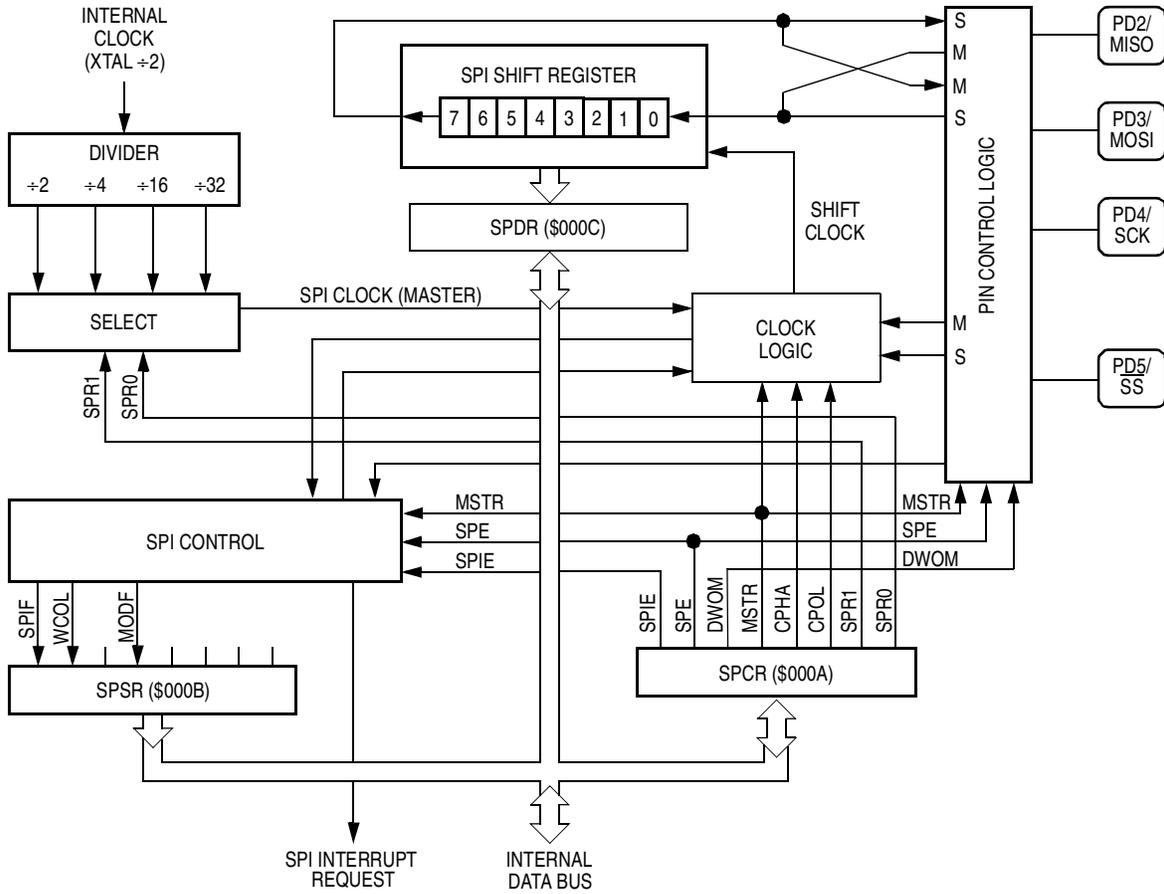 INTERNAL
CLOCK
(XTAL ÷2)
DIVIDER
÷2 ÷4 ÷16 ÷32
SELECT
SPR1
SPR0
SPI CLOCK (MASTER)
SPI SHIFT REGISTER
7 6 5 4 3 2 1 0
SPDR ($000C)
SHIFT
CLOCK
CLOCK
LOGIC
S
M
M
S
M
S
PIN CONTROL LOGIC
PD2/
MISO
PD3/
MOSI
PD4/
SCK
PD5/
SS
SPI CONTROL
MSTR
SPE
SPIE
MSTR
SPE
DWOM
SPIF
WCOL
MODF
SPSR ($000B)
SPIE
SPE
DWOM
MSTR
CPHA
CPOL
SPR1
SPR0
SPCR ($000A)
SPI INTERRUPT
REQUEST
INTERNAL
DATA BUS